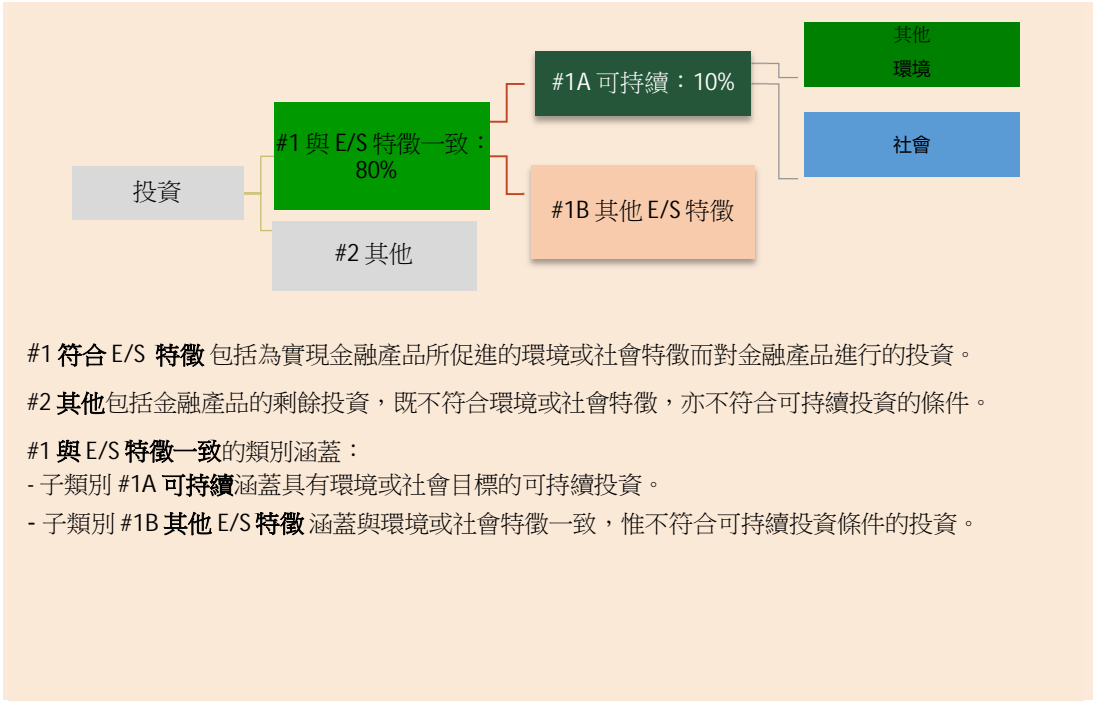 投資
#1 與 E/S 特徵一致：
80%
#2 其他
#1A 可持續：10%
#1B 其他 E/S 特徵
其他
環境
社會
#1 符合 E/S 特徵 包括為實現金融產品所促進的環境或社會特徵而對金融產品進行的投資。
#2 其他包括金融產品的剩餘投資，既不符合環境或社會特徵，亦不符合可持續投資的條件。
#1 與 E/S 特徵一致的類別涵蓋：
- 子類別 #1A 可持續涵蓋具有環境或社會目標的可持續投資。
- 子類別 #1B 其他 E/S 特徵 涵蓋與環境或社會特徵一致，惟不符合可持續投資條件的投資。